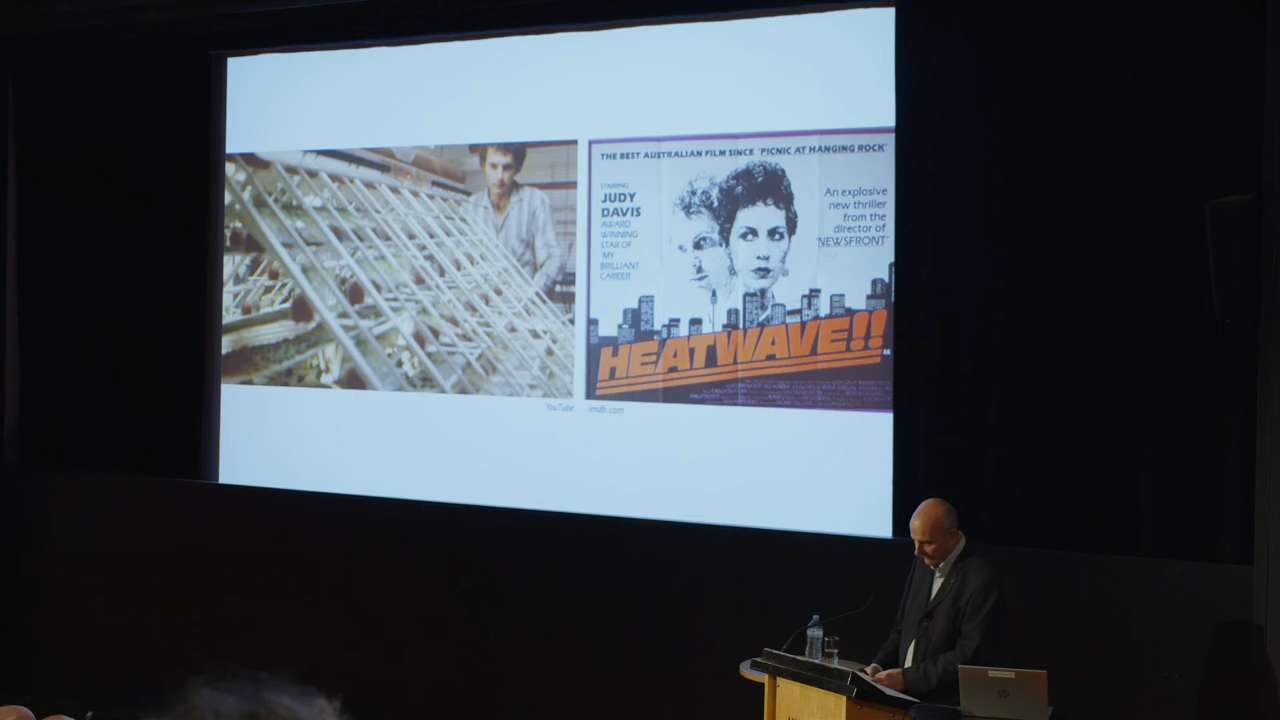 THE BEST AUSTRALIAN FILM SINCE 'PICNIC AT HANGING ROCK'
STARRING
JUDY
DAVIS
AWARD
WINNING
STAR OF
'MY
BRILLIANT
CAREER'
An explosive
new thriller
from the
director of
'NEWSFRONT'
HEATWAVE!!
YouTube
imdb.com
hp